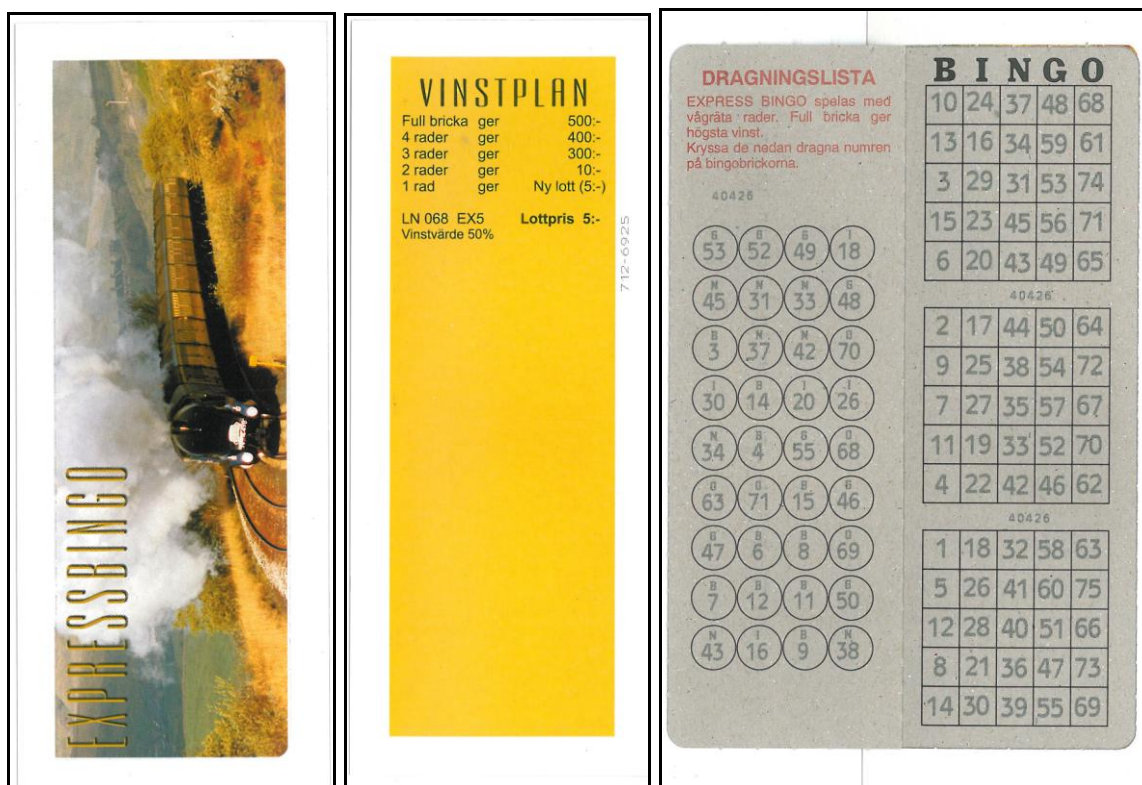 EXPRESSBINGO
VINSTPLAN
Full bricka ger 500:-
4 rader ger 400:-
3 rader ger 300:-
2 rader ger 10:-
1 rad ger Ny lott (5:-)
LN 068 EX5 Lottpris 5:-
Vinstvärde 50%
712-6925
DRAGNINGSLISTA
EXPRESS BINGO spelas med
vågräta rader. Full bricka ger
högsta vinst.
Kryssa de nedan dragna numren
på bingobrickorna.
40426
G 53 G 52 G 49 I 18
N 45 N 31 N 33 G 48
B 3 N 37 N 42 O 70
I 30 B 14 I 20 I 26
N 34 B 4 G 55 O 68
O 63 O 71 B 15 G 46
G 47 B 6 B 8 O 69
B 7 B 12 B 11 G 50
N 43 I 16 B 9 N 38
B I N G O
10 24 37 48 68
13 16 34 59 61
3 29 31 53 74
15 23 45 56 71
6 20 43 49 65
40426
2 17 44 50 64
9 25 38 54 72
7 27 35 57 67
11 19 33 52 70
4 22 42 46 62
40426
1 18 32 58 63
5 26 41 60 75
12 28 40 51 66
8 21 36 47 73
14 30 39 55 69